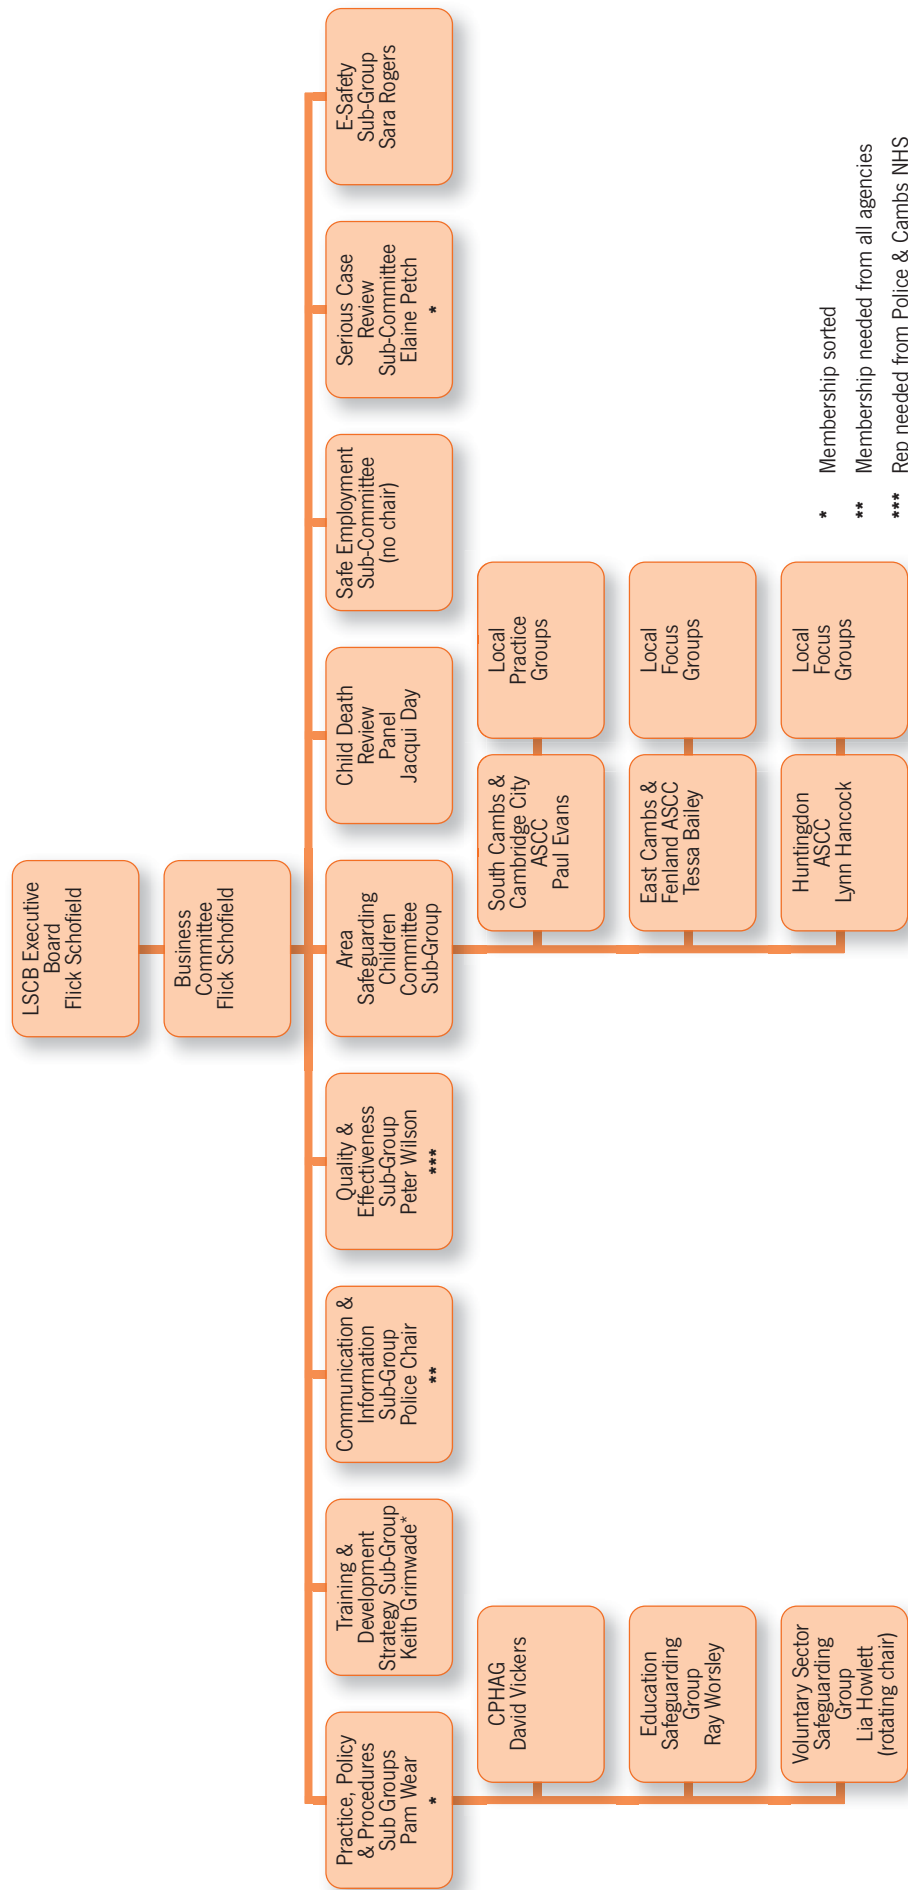 LSCB Executive
Board
Flick Schofield
Business
Committee
Flick Schofield
Practice, Policy
& Procedures
Sub Groups
Pam Wear
*
Training &
Development
Strategy Sub-Group
Keith Grimwade*
Communication &
Information
Sub-Group
Police Chair
**
Quality &
Effectiveness
Sub-Group
Peter Wilson
***
Area
Safeguarding
Children
Committee
Sub-Group
Child Death
Review
Panel
Jacqui Day
Safe Employment
Sub-Committee
(no chair)
Serious Case
Review
Sub-Committee
Elaine Petch
*
E-Safety
Sub-Group
Sara Rogers
CPHAG
David Vickers
Education
Safeguarding
Group
Ray Worsley
Voluntary Sector
Safeguarding
Group
Lia Howlett
(rotating chair)
South Cambs &
Cambridge City
ASCC
Paul Evans
Local
Practice
Groups
East Cambs &
Fenland ASCC
Tessa Bailey
Local
Focus
Groups
Huntingdon
ASCC
Lynn Hancock
Local
Focus
Groups
* Membership sorted
** Membership needed from all agencies
*** Rep needed from Police & Cambs NHS